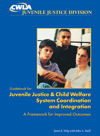 CWLA JUVENILE JUSTICE DIVISION
Guidebook for
Juvenile Justice & Child Welfare
System Coordination
and Integration
A Framework for Improved Outcomes